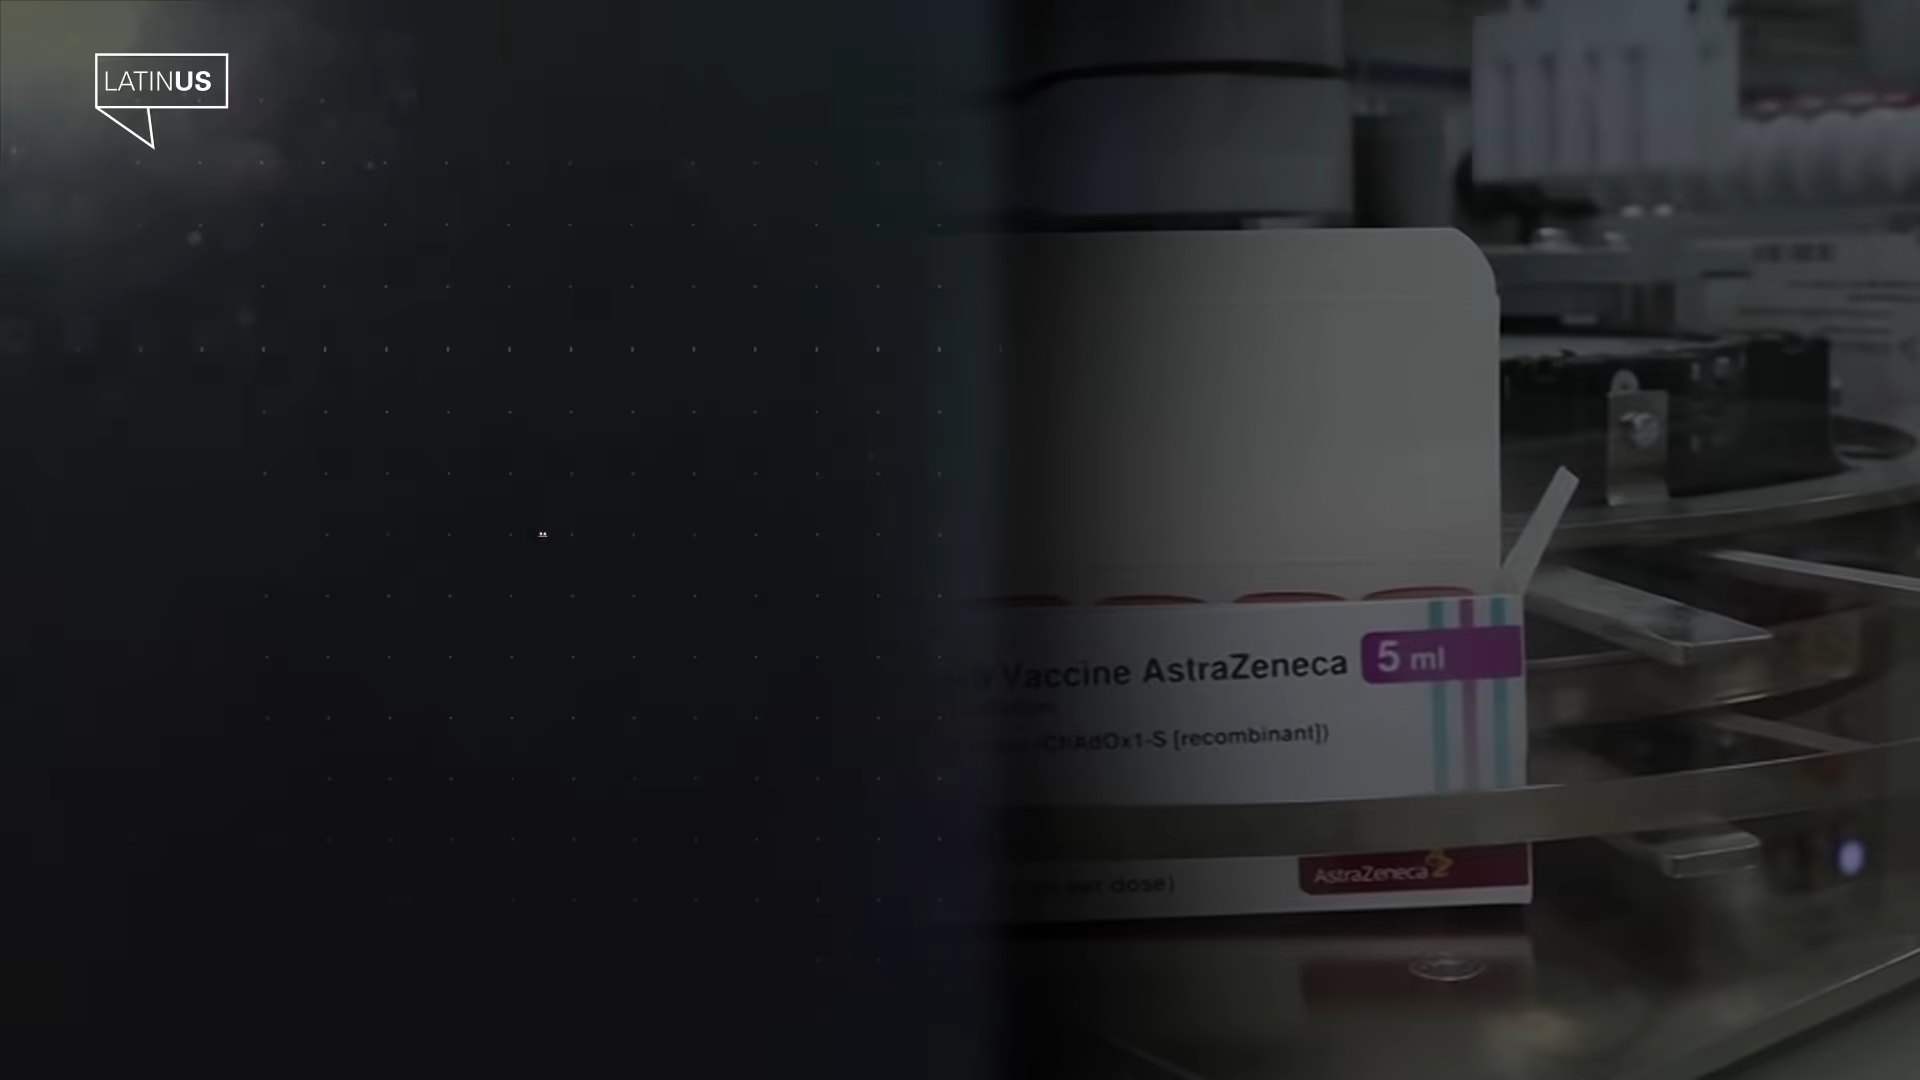 LATINUS
Vaccine AstraZeneca
5 ml
ChAdOx1-S [recombinant])
dose)
AstraZeneca